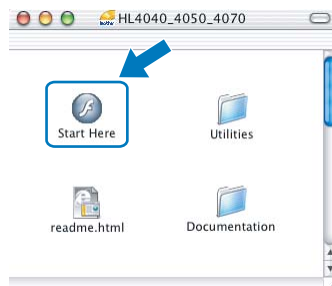 HL4040_4050_4070
Start Here
Utilities
readme.html
Documentation